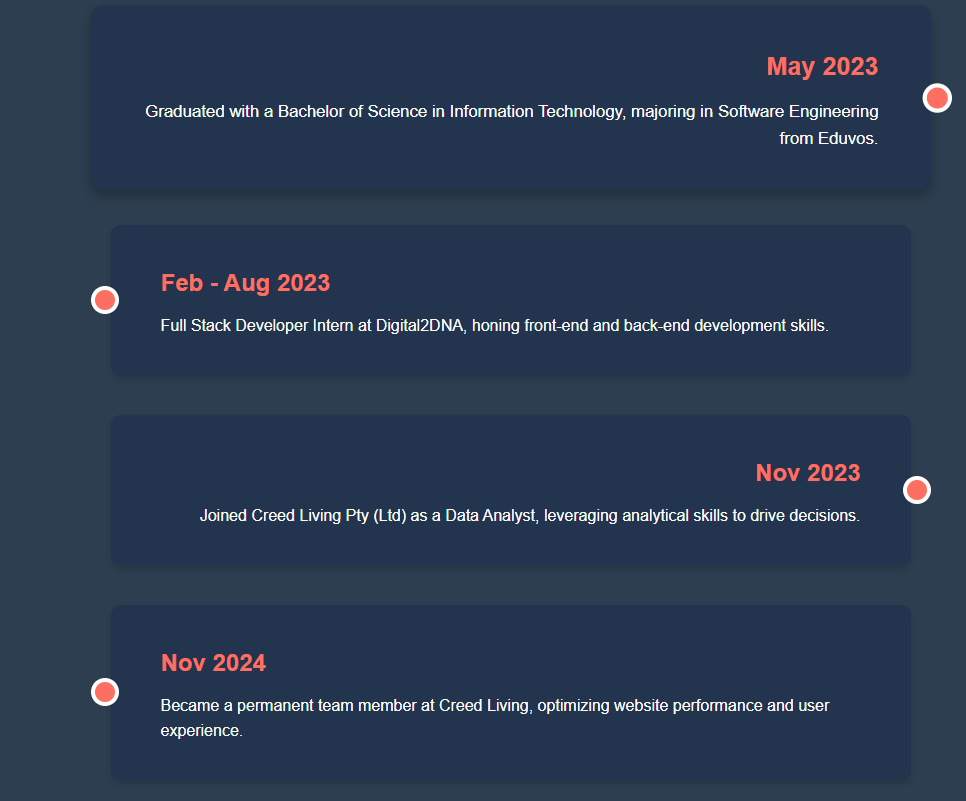 May 2023
Graduated with a Bachelor of Science in Information Technology, majoring in Software Engineering
from Eduvos.
Feb - Aug 2023
Full Stack Developer Intern at Digital2DNA, honing front-end and back-end development skills.
Nov 2023
Joined Creed Living Pty (Ltd) as a Data Analyst, leveraging analytical skills to drive decisions.
Nov 2024
Became a permanent team member at Creed Living, optimizing website performance and user
experience.